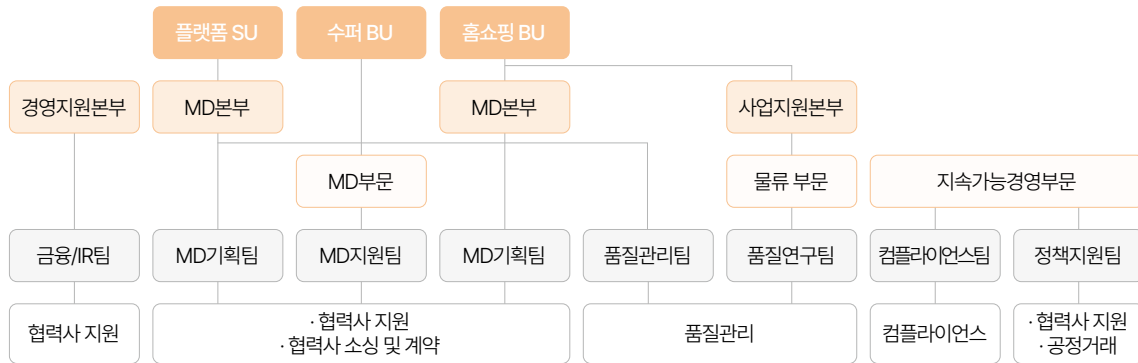 플랫폼 SU
수퍼 BU
홈쇼핑 BU
경영지원본부
MD본부
MD본부
사업지원본부
MD부문
물류 부문
지속가능경영부문
금융/IR팀
MD기획팀
MD지원팀
MD기획팀
품질관리팀
품질연구팀
컴플라이언스팀
정책지원팀
협력사 지원
· 협력사 지원
· 협력사 소싱 및 계약
품질관리
컴플라이언스
· 협력사 지원
· 공정거래